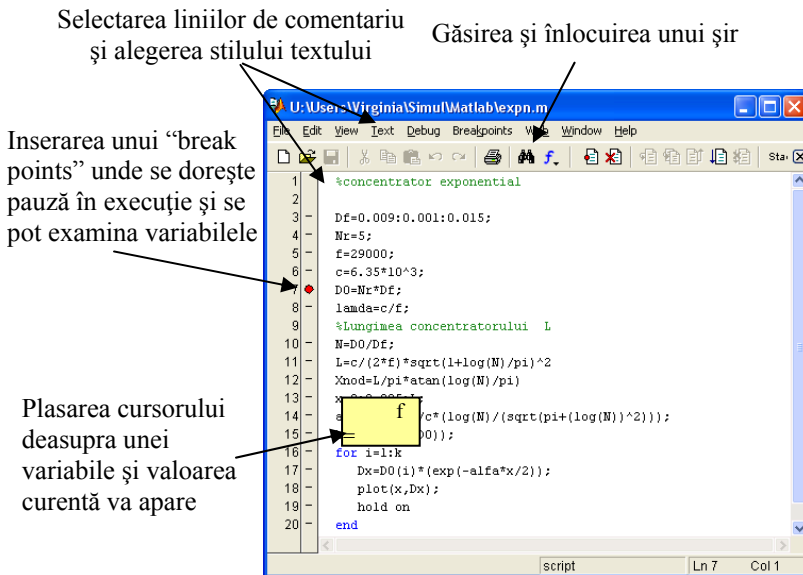 Selectarea liniilor de comentariu
şi alegerea stilului textului
Găsirea şi înlocuirea unui şir
Inserarea unui “break
points” unde se doreşte
pauză în execuţie şi se
pot examina variabilele
Plasarea cursorului
deasupra unei
variabile şi valoarea
curentă va apare
U:\Users\Virginia\Simul\Matlab\expn.m
File Edit View Text Debug Breakpoints Web Window Help
1 %concentrator exponential
2
3 - Df=0.009:0.001:0.015;
4 - Nr=5;
5 - f=29000;
6 - c=6.35*10^3;
7 D0=Nr*Df;
8 - lamda=c/f;
9 %Lungimea concentratorului L
10 - N=D0/Df;
11 - L=c/(2*f)*sqrt(1+log(N)/pi)^2
12 - Xnod=L/pi*atan(log(N)/pi)
13 -
14 - /c*(log(N)/(sqrt(pi+(log(N))^2)));
15 - 0));
f
=
16 - for i=1:k
17 - Dx=D0(i)*(exp(-alfa*x/2));
18 - plot(x,Dx);
19 - hold on
20 - end
script Ln 7 Col 1